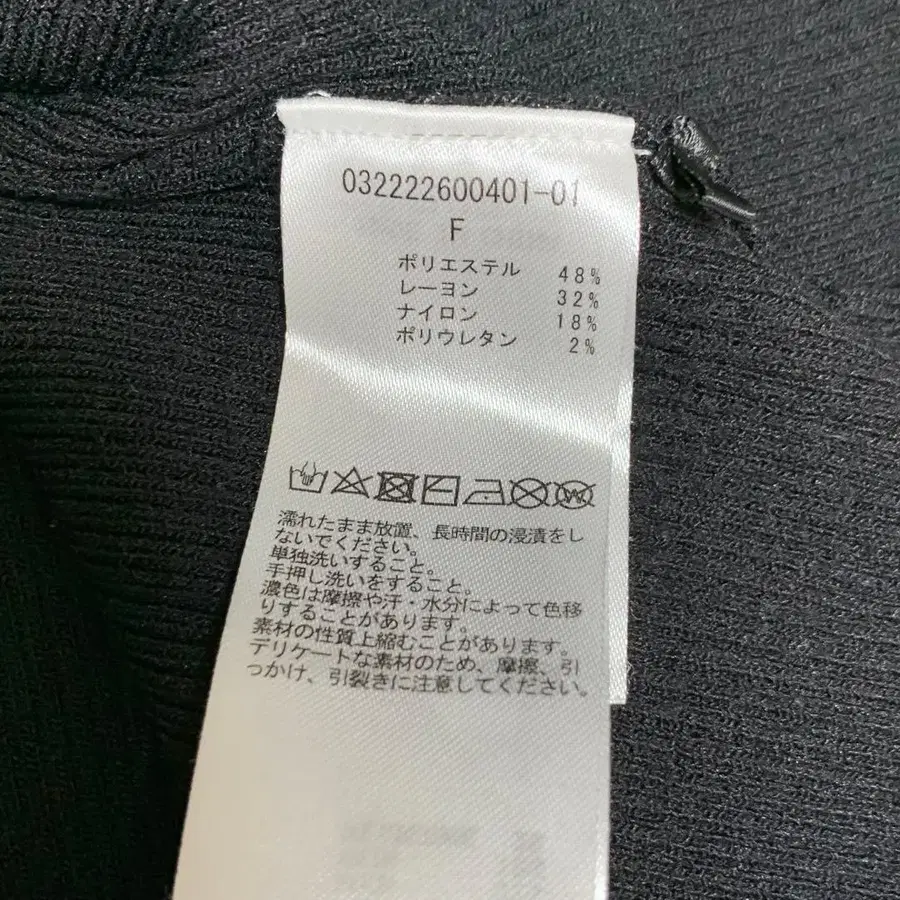 032222600401-01
F
ポリエステル 48%
レーヨン 32%
ナイロン 18%
ポリウレタン 2%
濡れたまま放置、長時間の浸漬をし
ないでください。
単独洗いすること。
手押し洗いをすること。
濃色は摩擦や汗・水分によって色移
りすることがあります。
素材の性質上縮むことがあります。
デリケートな素材のため、摩擦、引
っかけ、引裂きに注意してください。